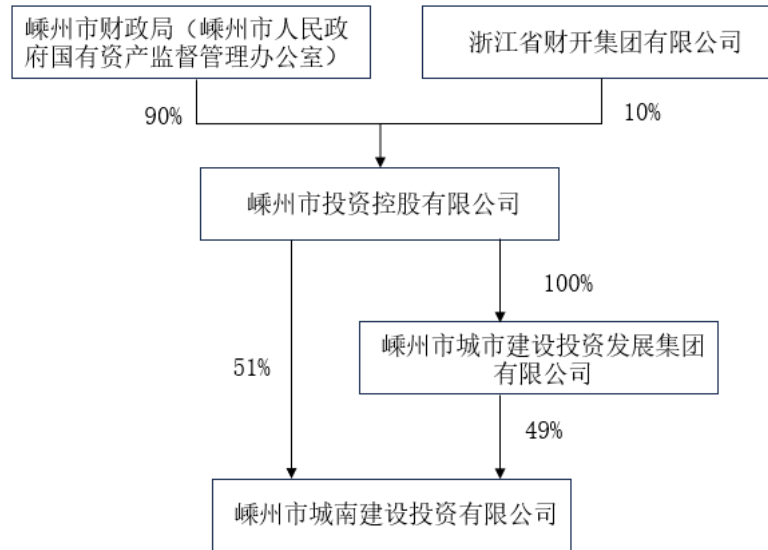 嵊州市财政局（嵊州市人民政
府国有资产监督管理办公室）
浙江省财开集团有限公司
90%
10%
嵊州市投资控股有限公司
100%
嵊州市城市建设投资发展集团
有限公司
51%
49%
嵊州市城南建设投资有限公司